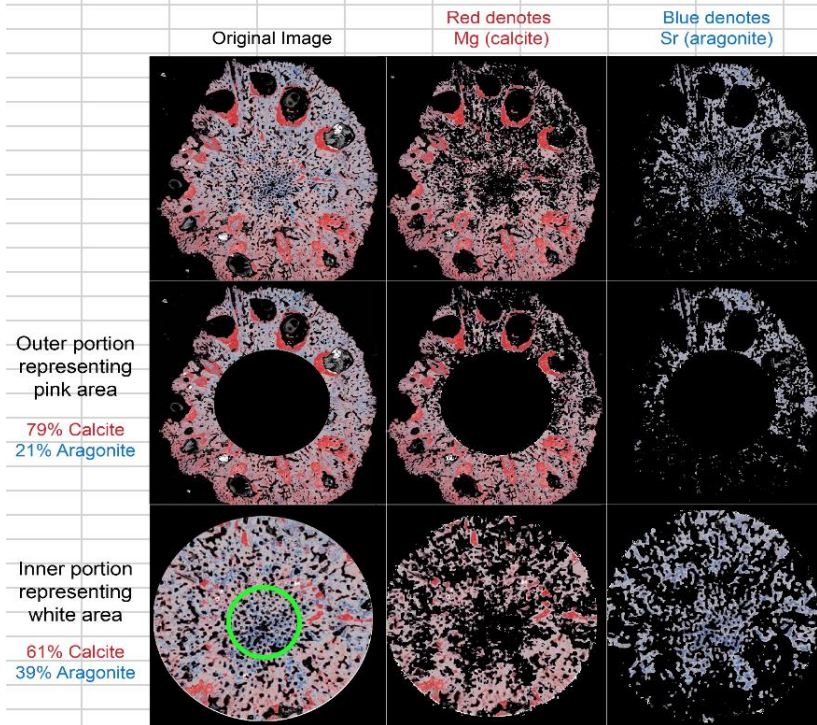 Original Image
Red denotes
Mg (calcite)
Blue denotes
Sr (aragonite)
Outer portion
representing
pink area
79% Calcite
21% Aragonite
Inner portion
representing
white area
61% Calcite
39% Aragonite